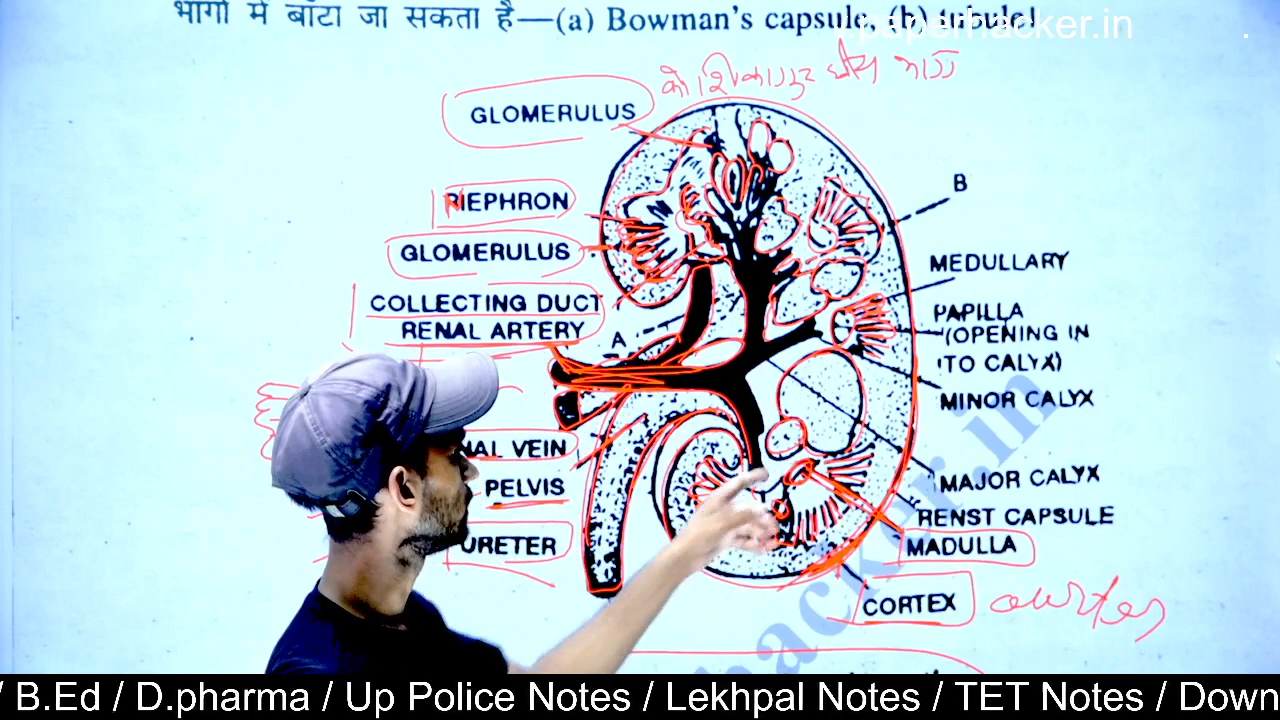 भागों में बाँटा जा सकता है—(a) Bowman's capsule, (b) tubule!
.paperhacker.in
GLOMERULUS
NEPHRON
GLOMERULUS
COLLECTING DUCT
RENAL ARTERY
A
NAL VEIN
PELVIS
URETER
B
MEDULLARY
PAPILLA
(OPENING IN
TO CALYX)
MINOR CALYX
MAJOR CALYX
RENST CAPSULE
MADULLA
CORTEX
hacker.in
/ B.Ed / D.pharma / Up Police Notes / Lekhpal Notes / TET Notes / Down